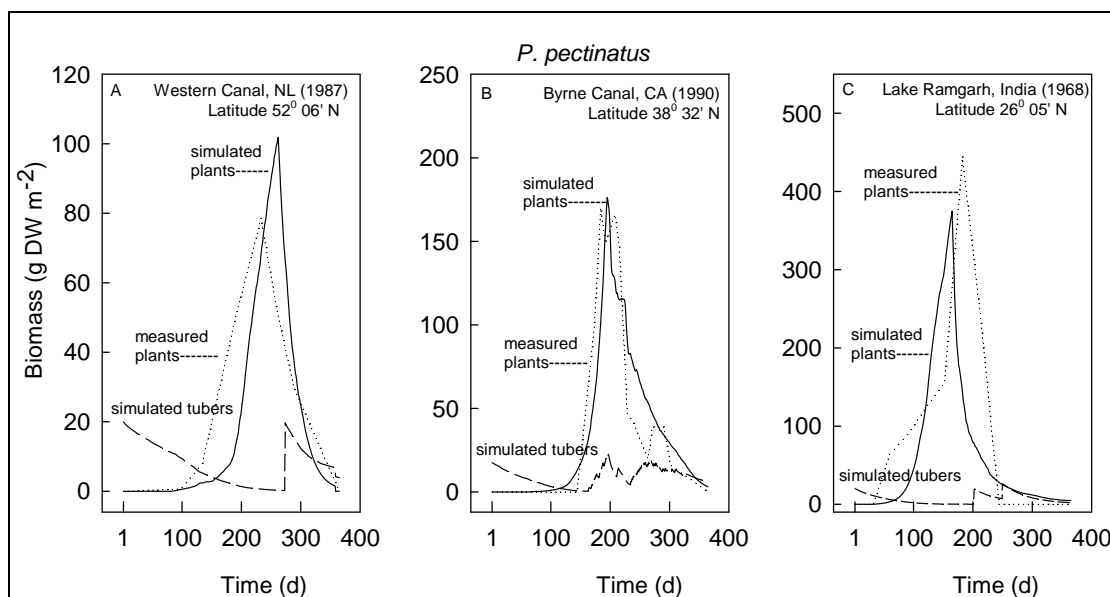 P. pectinatus
Biomass (g DW m-2)
A
Western Canal, NL (1987)
Latitude 52⁰ 06' N
120
100
80
60
40
20
0
simulated
plants
measured
plants
simulated tubers
1 100 200 300 400
Time (d)
B
Byrne Canal, CA (1990)
Latitude 38⁰ 32' N
250
200
175
150
100
50
0
simulated
plants
measured
plants
simulated tubers
1 100 200 300 400
Time (d)
C
Lake Ramgarh, India (1968)
Latitude 26⁰ 05' N
500
400
300
200
100
0
measured
plants
simulated
plants
simulated tubers
1 100 200 300 400
Time (d)